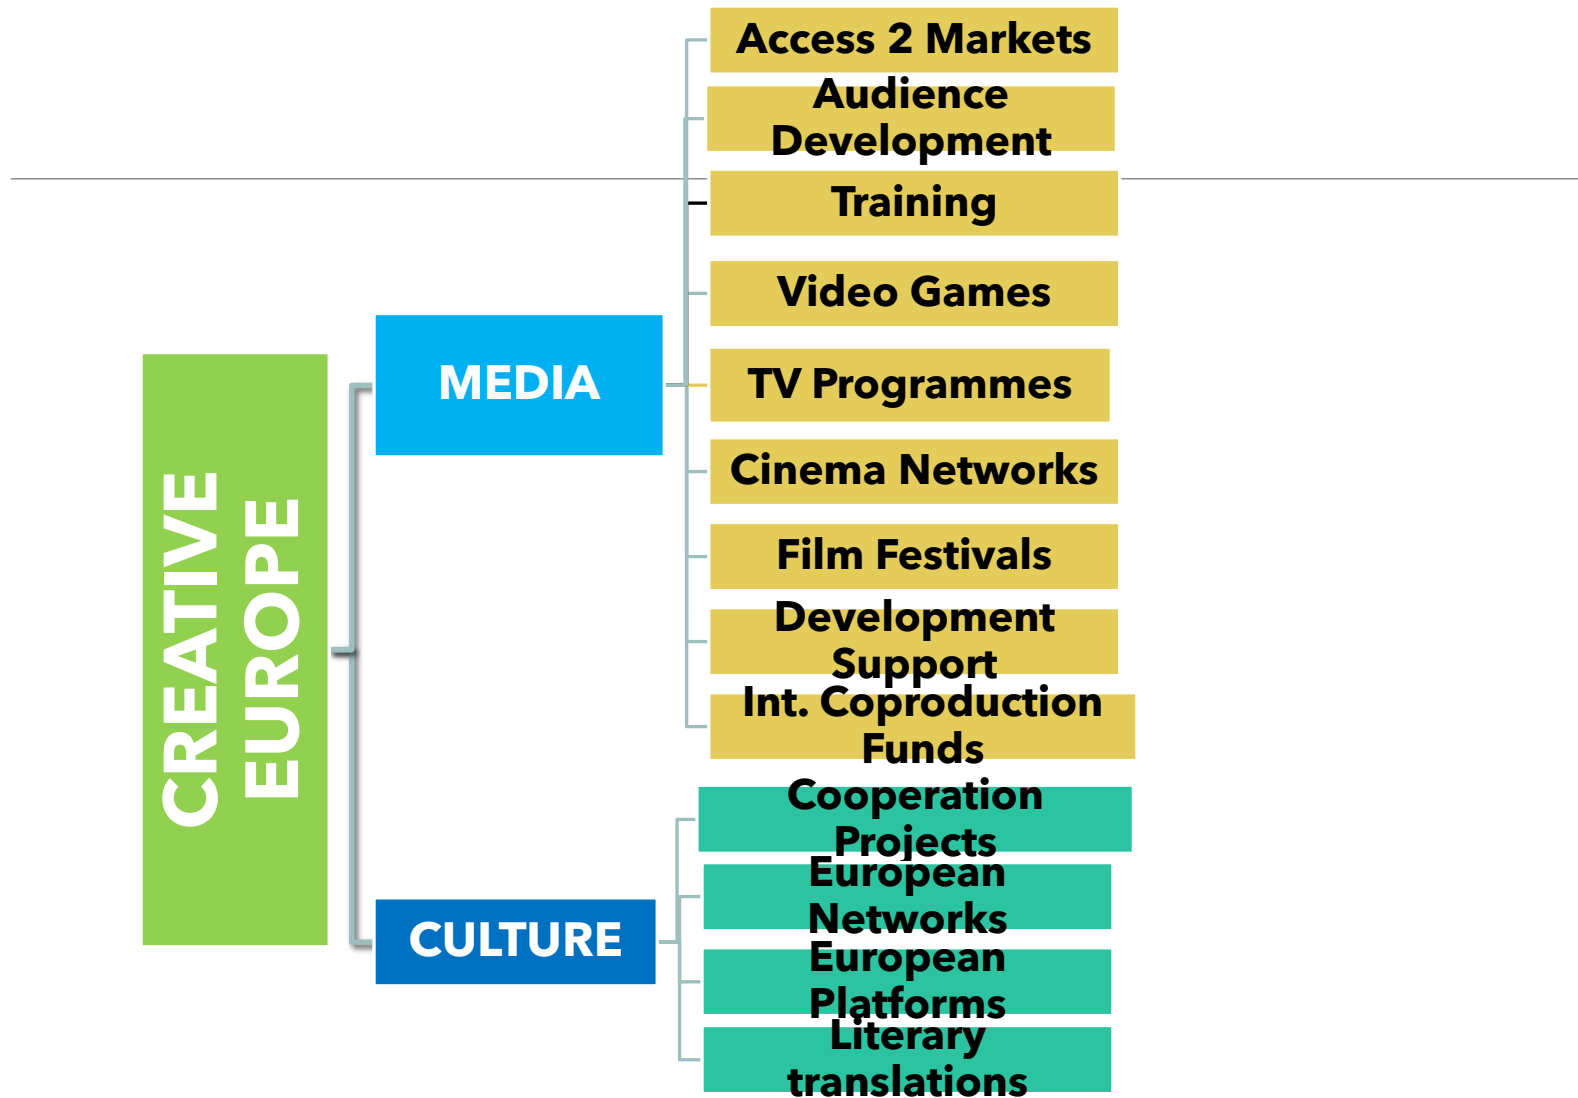 CREATIVE
EUROPE
MEDIA
Access 2 Markets
Audience
Development
Training
Video Games
TV Programmes
Cinema Networks
Film Festivals
Development
Support
Int. Coproduction
Funds
CULTURE
Cooperation
Projects
European
Networks
European
Platforms
Literary
translations